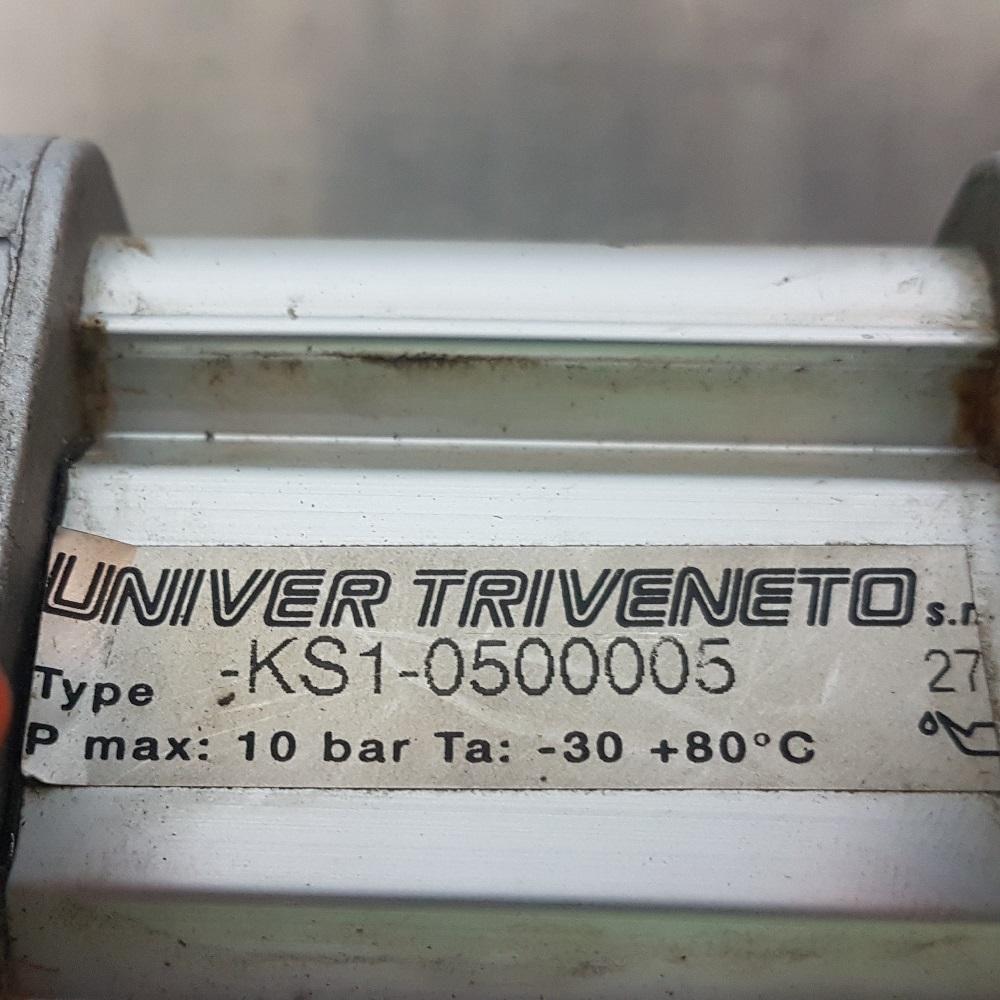 UNIVER TRIVENETO s.r.
Type -KS1-0500005 27
P max: 10 bar Ta: -30 +80°C